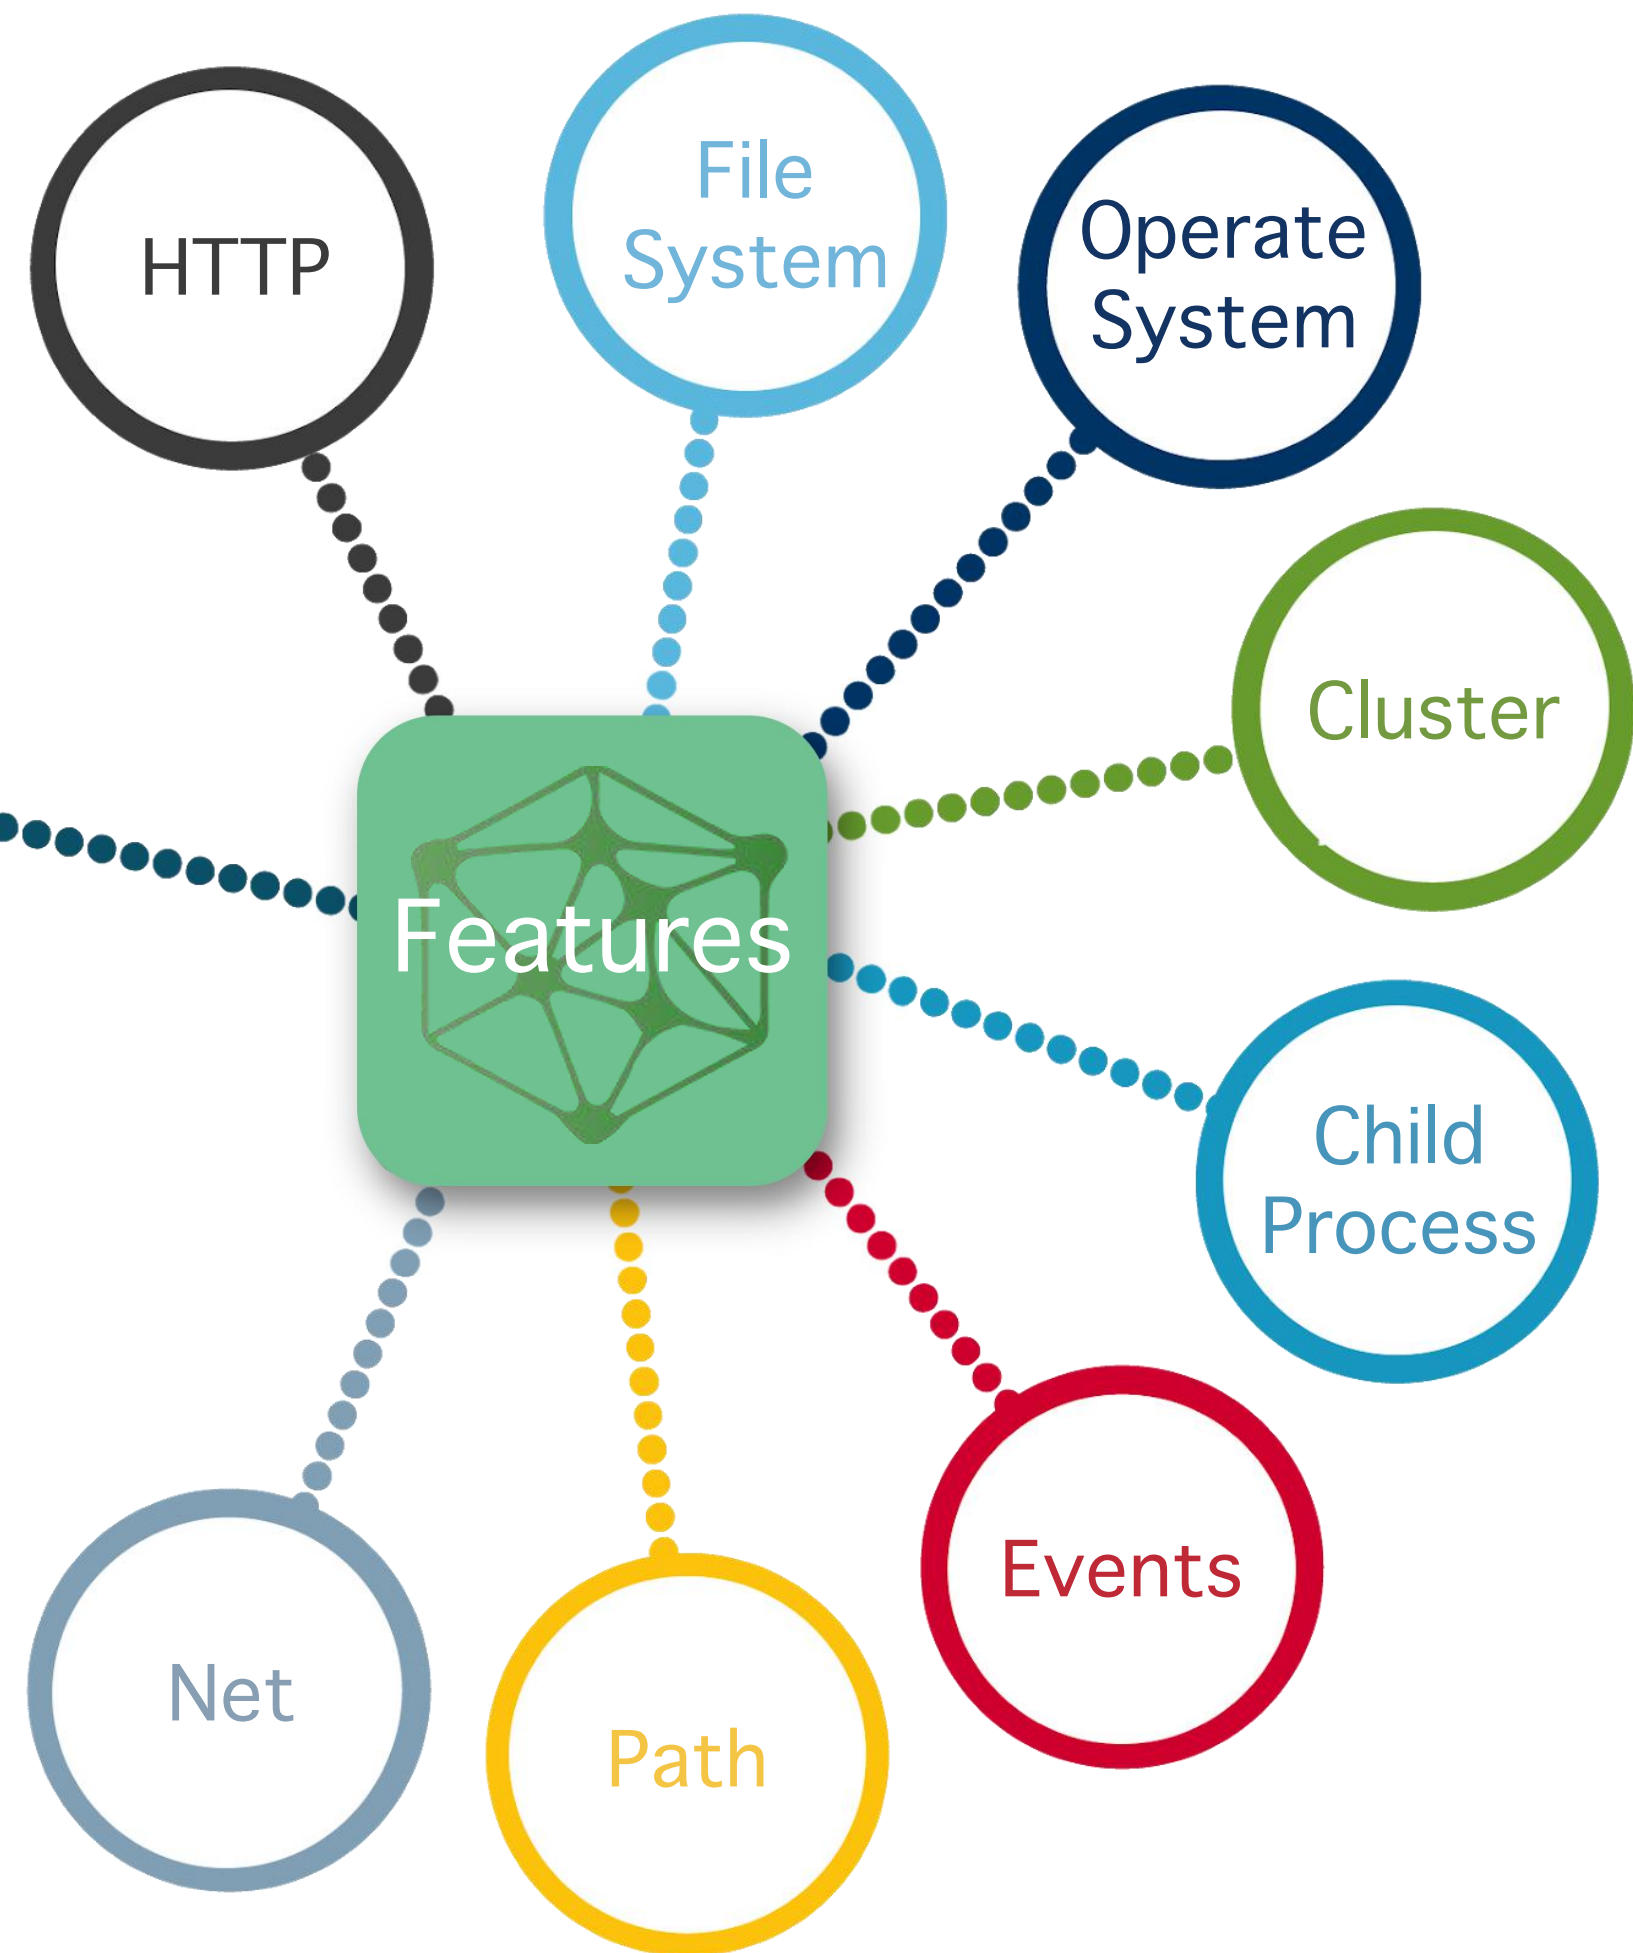 HTTP
File
System
Operate
System
Cluster
Features
Child
Process
Events
Net
Path